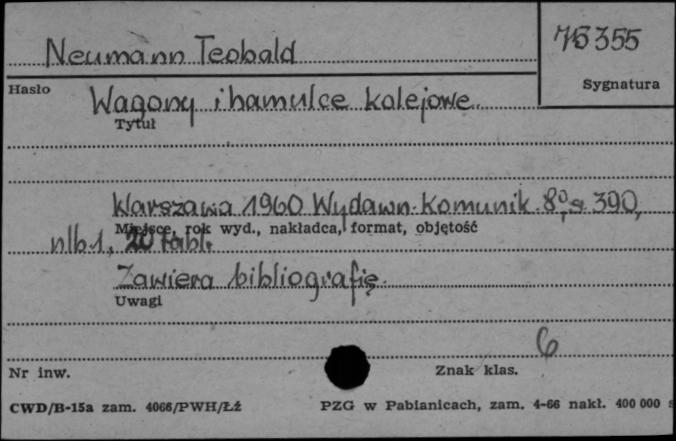 Neumann Teobald
75355
Hasło
Sygnatura
Wagony i hamulce kolejowe
Tytuł
Warszawa 1960 Wydawn. Komunik. 8°, s. 390,
Miejsce, rok wyd., nakładca, format, objętość
nlb. 1, 20 tabl.
Zawiera bibliografię.
Uwagi
6
Nr inw.
Znak klas.
CWD/B-15a zam. 4066/PWH/Łź
PZG w Pabianicach, zam. 4-66 nakł. 400 000 s